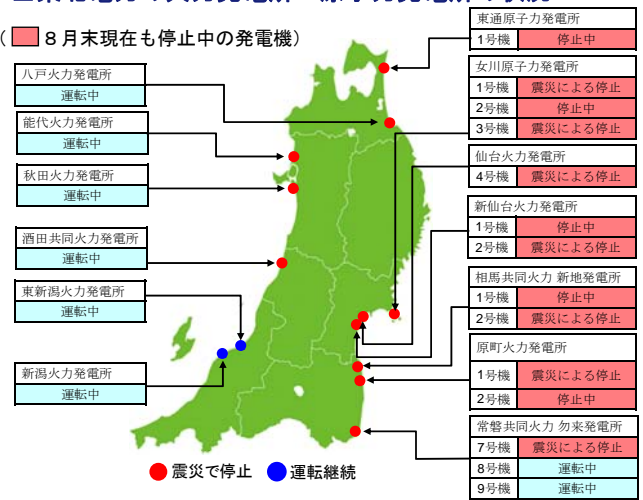 (■８月末現在も停止中の発電機)
八戸火力発電所
運転中
能代火力発電所
運転中
秋田火力発電所
運転中
酒田共同火力発電所
運転中
東新潟火力発電所
運転中
新潟火力発電所
運転中
東通原子力発電所
1号機 停止中
女川原子力発電所
1号機 震災による停止
2号機 停止中
3号機 震災による停止
仙台火力発電所
4号機 震災による停止
新仙台火力発電所
1号機 停止中
2号機 震災による停止
相馬共同火力 新地発電所
1号機 停止中
2号機 震災による停止
原町火力発電所
1号機 震災による停止
2号機 停止中
常磐共同火力 勿来発電所
7号機 震災による停止
8号機 運転中
9号機 運転中
●震災で停止 ●運転継続